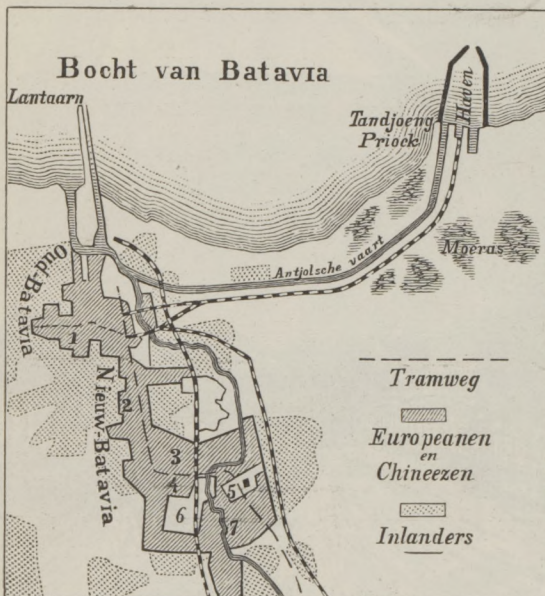 Bocht van Batavia
Lantaarn
Haven
Tandjoeng
Priock
Moeras
Antjolsche vaart
Oud-Batavia
1
Nieuw-Batavia
2
3
4
5
6
7
Tramweg
Europeanen
en
Chineezen
Inlanders